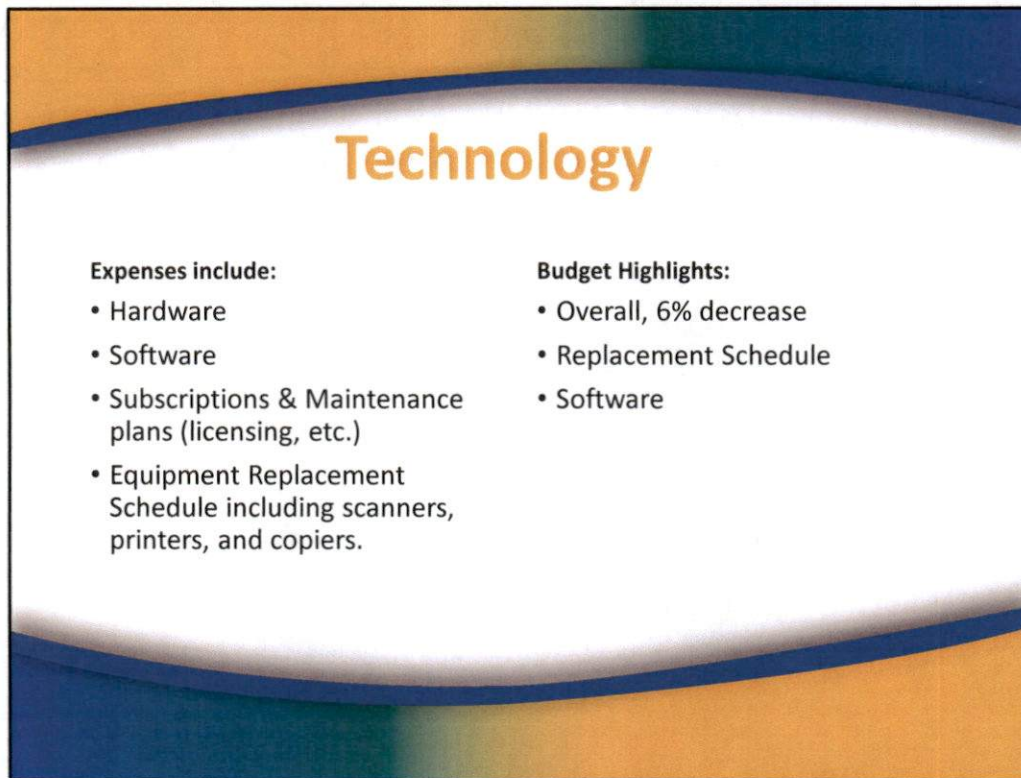 Technology
Expenses include:
• Hardware
• Software
• Subscriptions & Maintenance
plans (licensing, etc.)
• Equipment Replacement
Schedule including scanners,
printers, and copiers.
Budget Highlights:
• Overall, 6% decrease
• Replacement Schedule
• Software